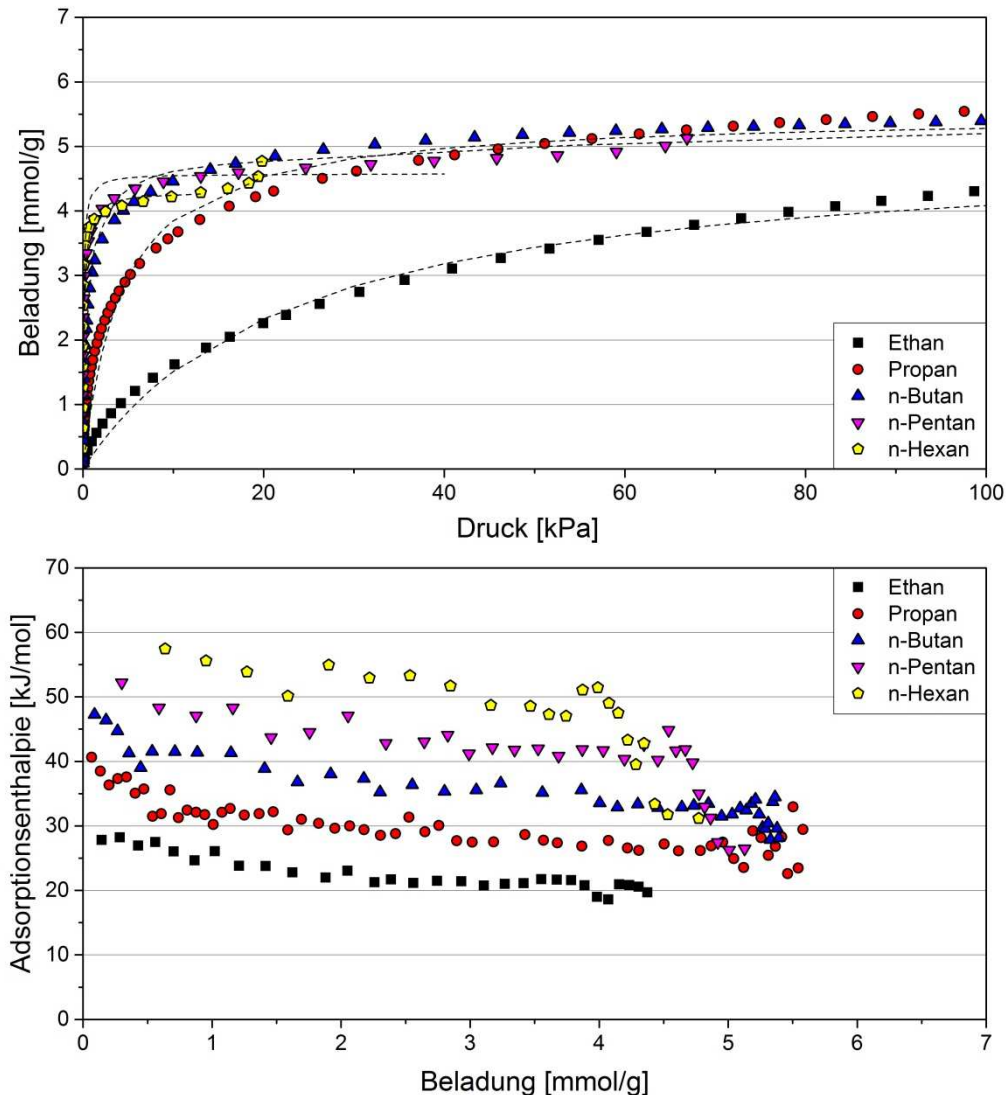 7
6
5
4
3
2
1
0
Beladung [mmol/g]
Ethan
Propan
n-Butan
n-Pentan
n-Hexan
0 20 40 60 80 100
Druck [kPa]
70
60
50
40
30
20
10
0
Adsorptionsenthalpie [kJ/mol]
Ethan
Propan
n-Butan
n-Pentan
n-Hexan
0 1 2 3 4 5 6 7
Beladung [mmol/g]